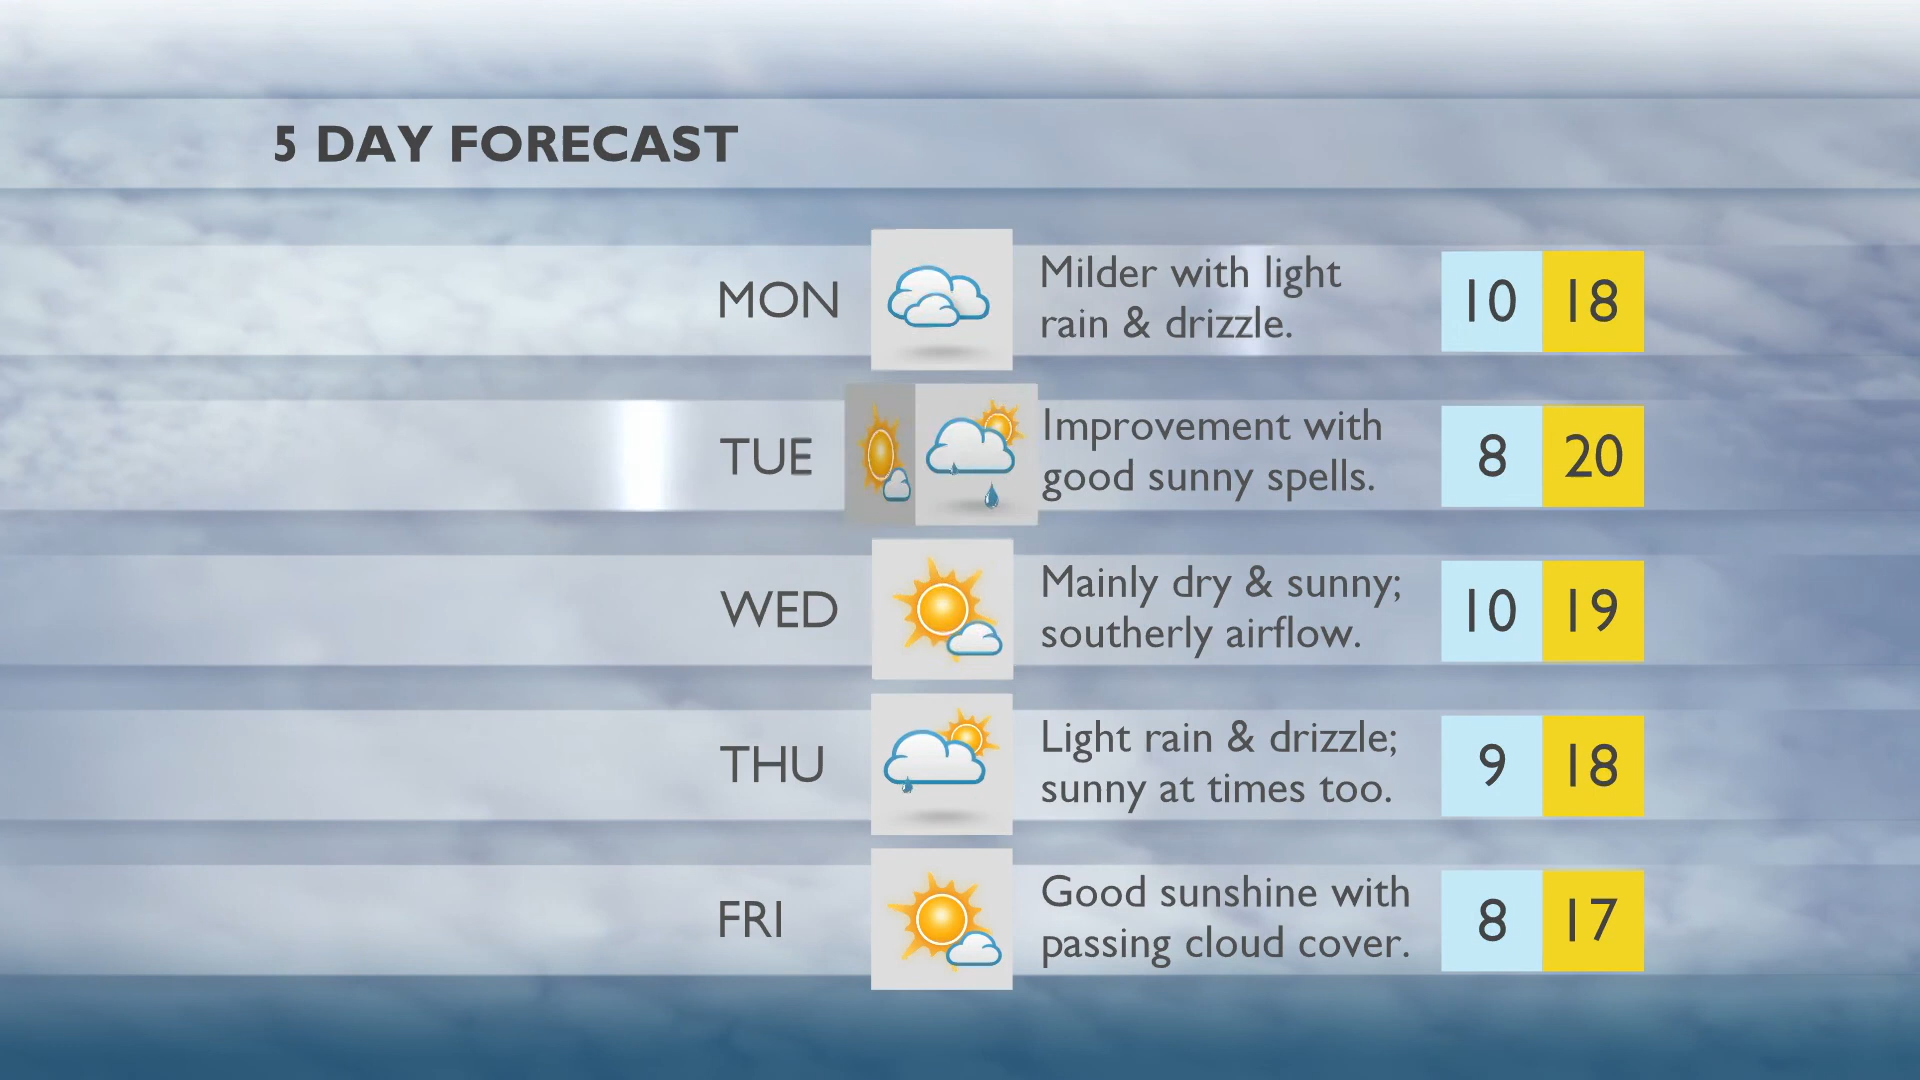 5 DAY FORECAST
MON
Milder with light
rain & drizzle.
10 18
TUE
Improvement with
good sunny spells.
8 20
WED
Mainly dry & sunny;
southerly airflow.
10 19
THU
Light rain & drizzle;
sunny at times too.
9 18
FRI
Good sunshine with
passing cloud cover.
8 17